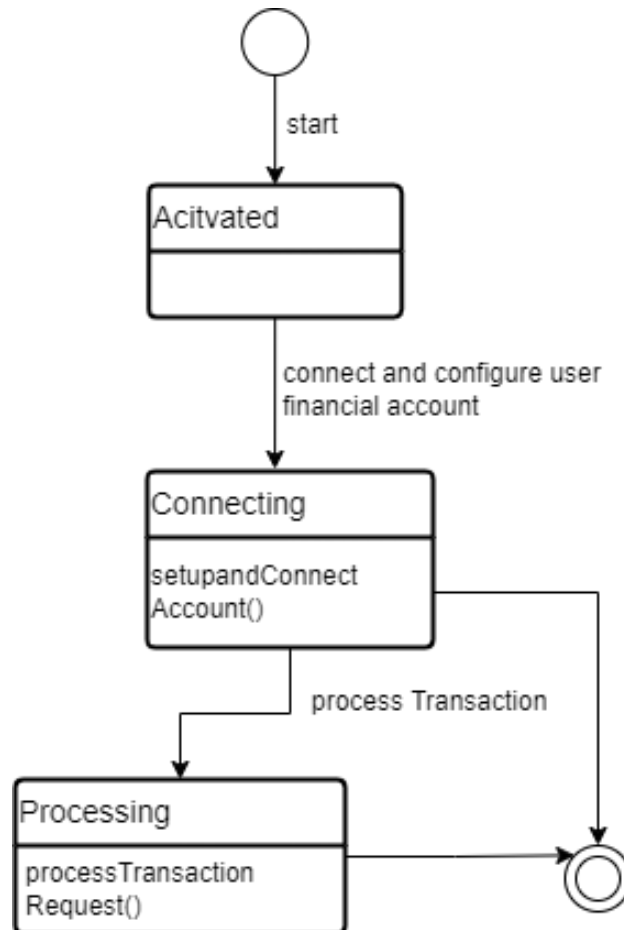 start
Acitvated
connect and configure user
financial account
Connecting
setupandConnect
Account()
process Transaction
Processing
processTransaction
Request()